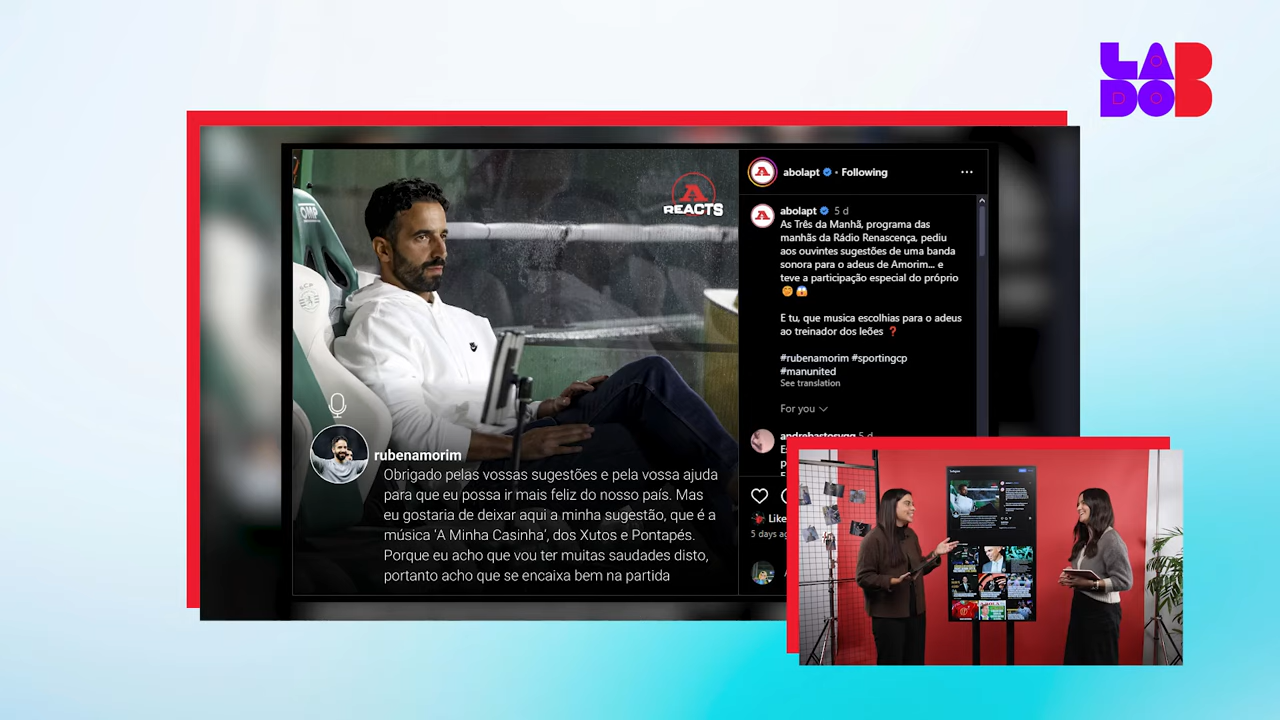 LADO B
OMP
SCP
A
REACTS
rubenamorim
Obrigado pelas vossas sugestões e pela vossa ajuda
para que eu possa ir mais feliz do nosso país. Mas
eu gostaria de deixar aqui a minha sugestão, que é a
música 'A Minha Casinha', dos Xutos e Pontapés.
Porque eu acho que vou ter muitas saudades disto,
portanto acho que se encaixa bem na partida
abolapt • Following
abolapt 5 d
As Três da Manhã, programa das
manhãs da Rádio Renascença, pediu
aos ouvintes sugestões de uma banda
sonora para o adeus de Amorim... e
teve a participação especial do próprio
😁😱
E tu, que musica escolhias para o adeus
ao treinador dos leões ❓
#rubenamorim #sportingcp
#manunited
See translation
For you
5 d
Like
5 days